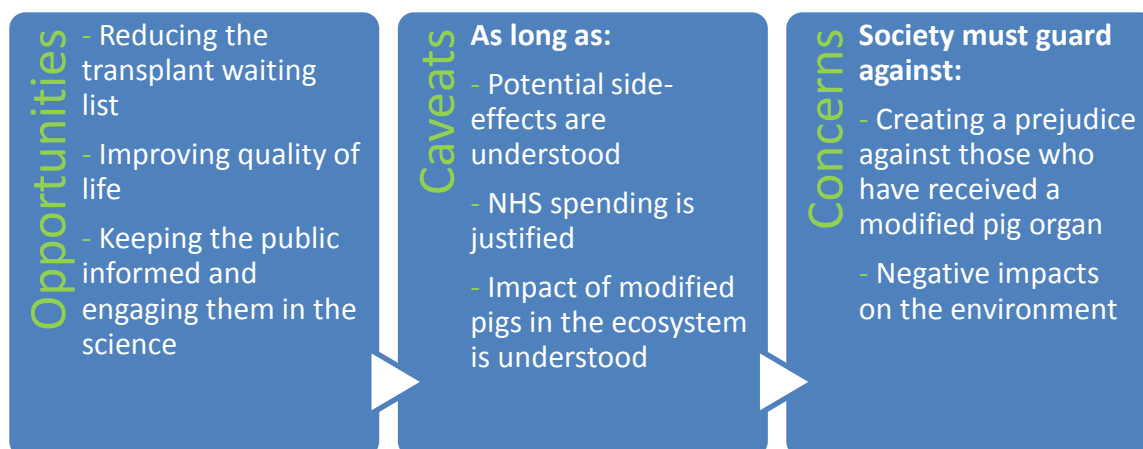 Opportunities
- Reducing the
transplant waiting
list
- Improving quality of
life
- Keeping the public
informed and
engaging them in the
science
Caveats
As long as:
- Potential side-
effects are
understood
- NHS spending is
justified
- Impact of modified
pigs in the ecosystem
is understood
Concerns
Society must guard
against:
- Creating a prejudice
against those who
have received a
modified pig organ
- Negative impacts
on the environment